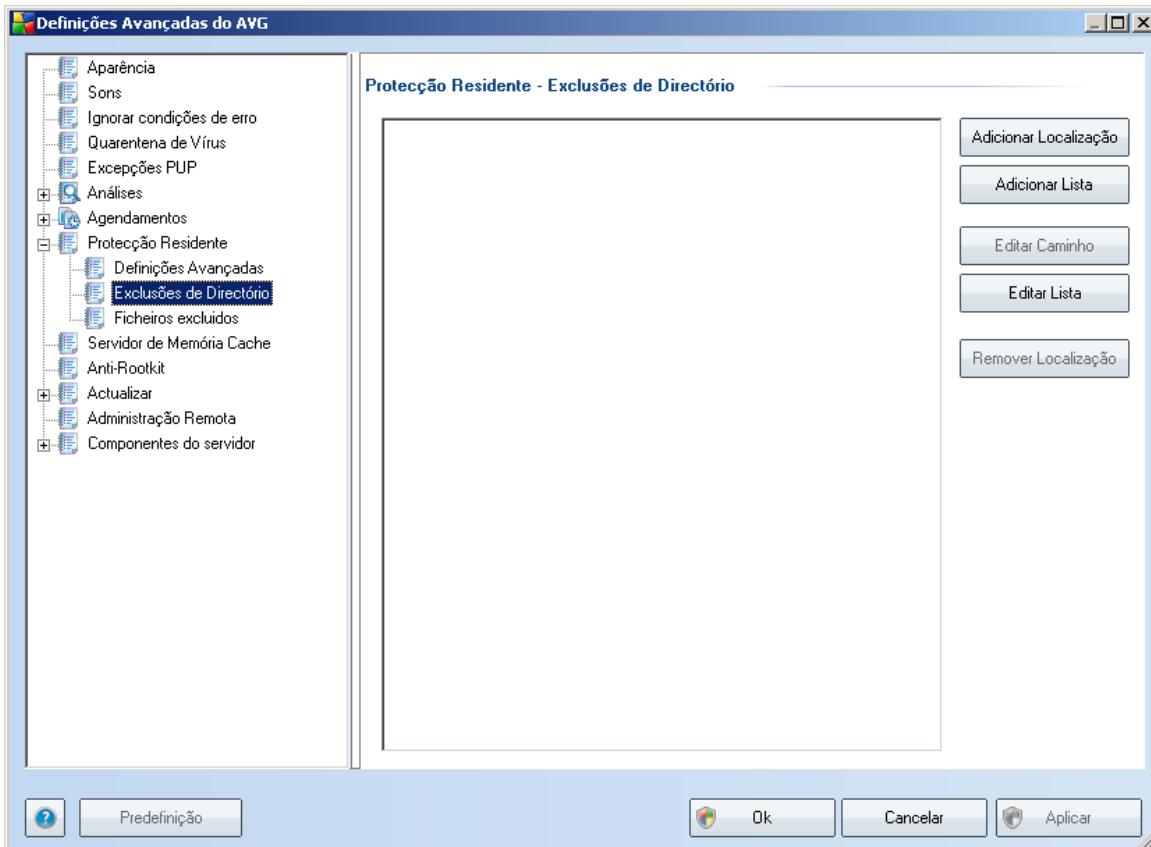 Definições Avançadas do AVG
Aparência
Sons
Ignorar condições de erro
Quarentena de Vírus
Excepções PUP
Análises
Agendamentos
Protecção Residente
Definições Avançadas
Exclusões de Directório
Ficheiros excluidos
Servidor de Memória Cache
Anti-Rootkit
Actualizar
Administração Remota
Componentes do servidor
Protecção Residente - Exclusões de Directório
Adicionar Localização
Adicionar Lista
Editar Caminho
Editar Lista
Remover Localização
?
Predefinição
Ok
Cancelar
Aplicar